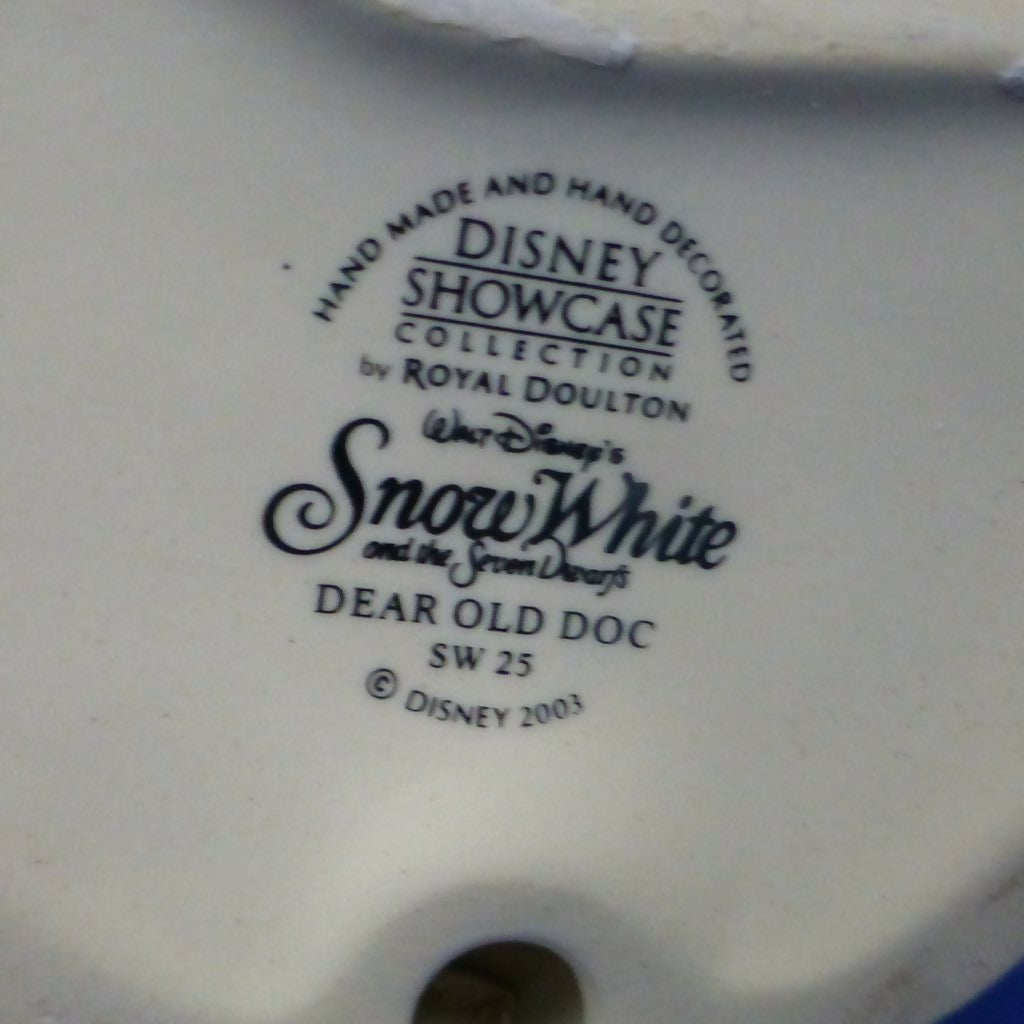 HAND MADE AND HAND DECORATED
DISNEY
SHOWCASE
COLLECTION
by ROYAL DOULTON
Walt Disney's
Snow White
and the Seven Dwarfs
DEAR OLD DOC
SW 25
© DISNEY 2003